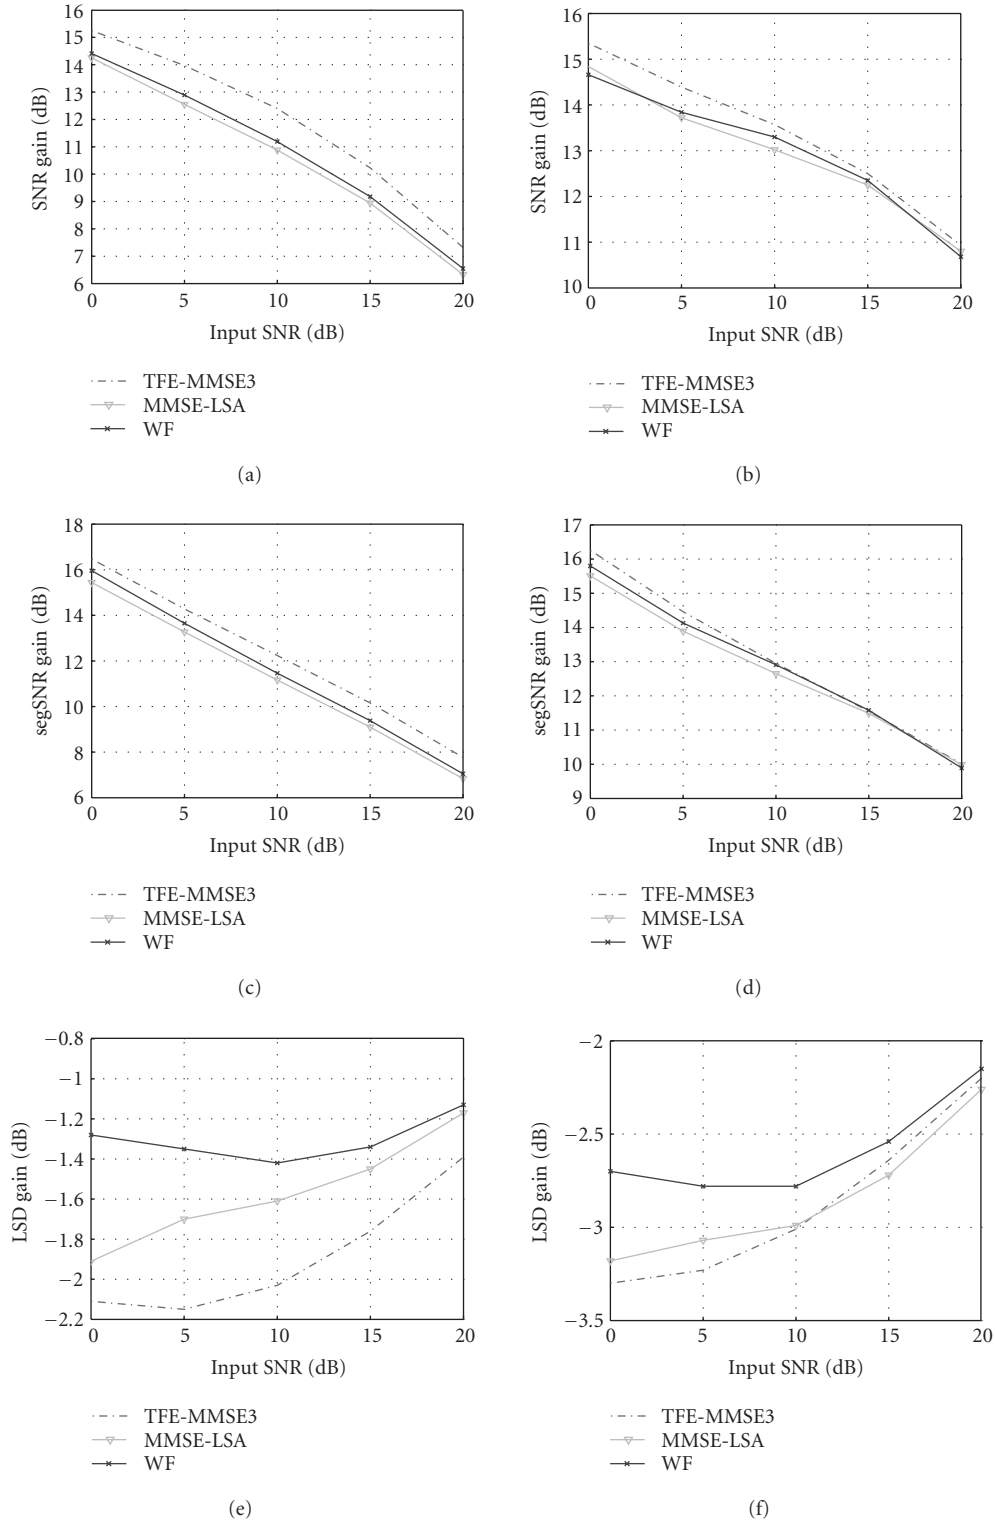 16
15
14
13
12
11
10
9
8
7
6
SNR gain (dB)
0 5 10 15 20
Input SNR (dB)
TFE-MMSE3
MMSE-LSA
WF
(a)
16
15
14
13
12
11
10
SNR gain (dB)
0 5 10 15 20
Input SNR (dB)
TFE-MMSE3
MMSE-LSA
WF
(b)
18
16
14
12
10
8
6
segSNR gain (dB)
0 5 10 15 20
Input SNR (dB)
TFE-MMSE3
MMSE-LSA
WF
(c)
17
16
15
14
13
12
11
10
9
segSNR gain (dB)
0 5 10 15 20
Input SNR (dB)
TFE-MMSE3
MMSE-LSA
WF
(d)
−0.8
−1
−1.2
−1.4
−1.6
−1.8
−2
−2.2
LSD gain (dB)
0 5 10 15 20
Input SNR (dB)
TFE-MMSE3
MMSE-LSA
WF
(e)
−2
−2.5
−3
−3.5
LSD gain (dB)
0 5 10 15 20
Input SNR (dB)
TFE-MMSE3
MMSE-LSA
WF
(f)